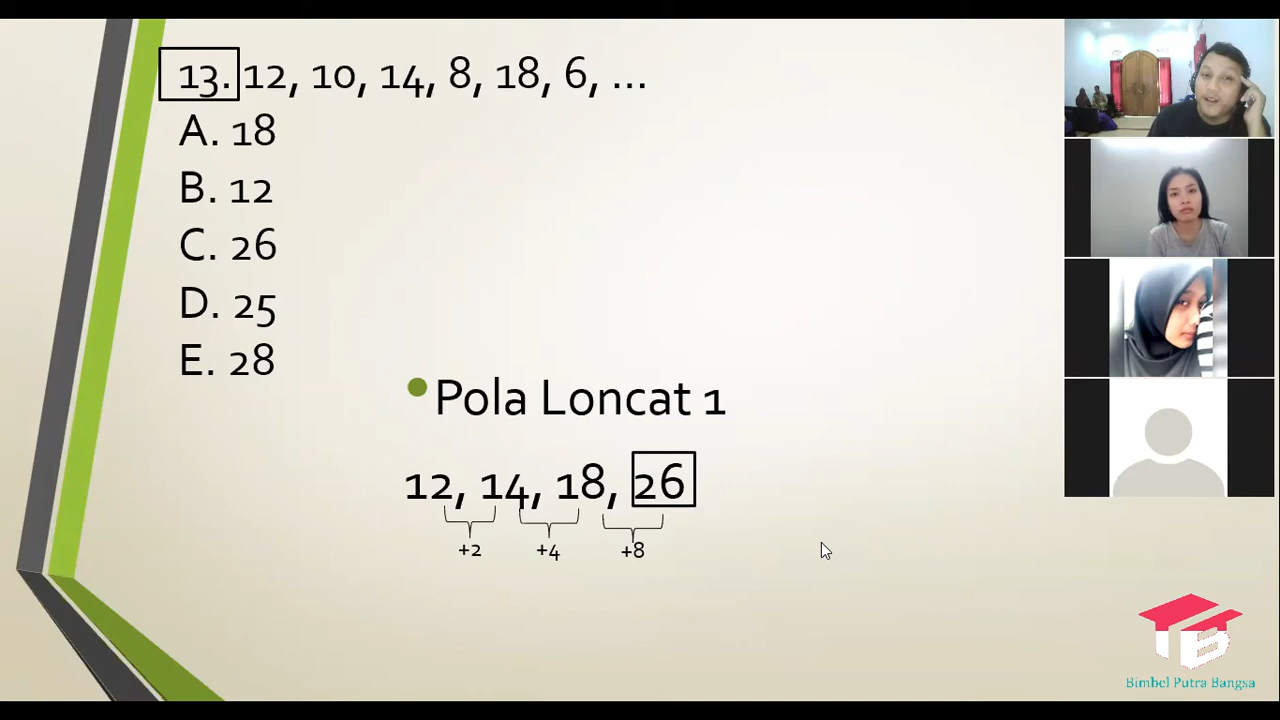 13. 12, 10, 14, 8, 18, 6, ...
A. 18
B. 12
C. 26
D. 25
E. 28
Pola Loncat 1
12, 14, 18, 26
+2 +4 +8
TB
Bimbel Putra Bangsa